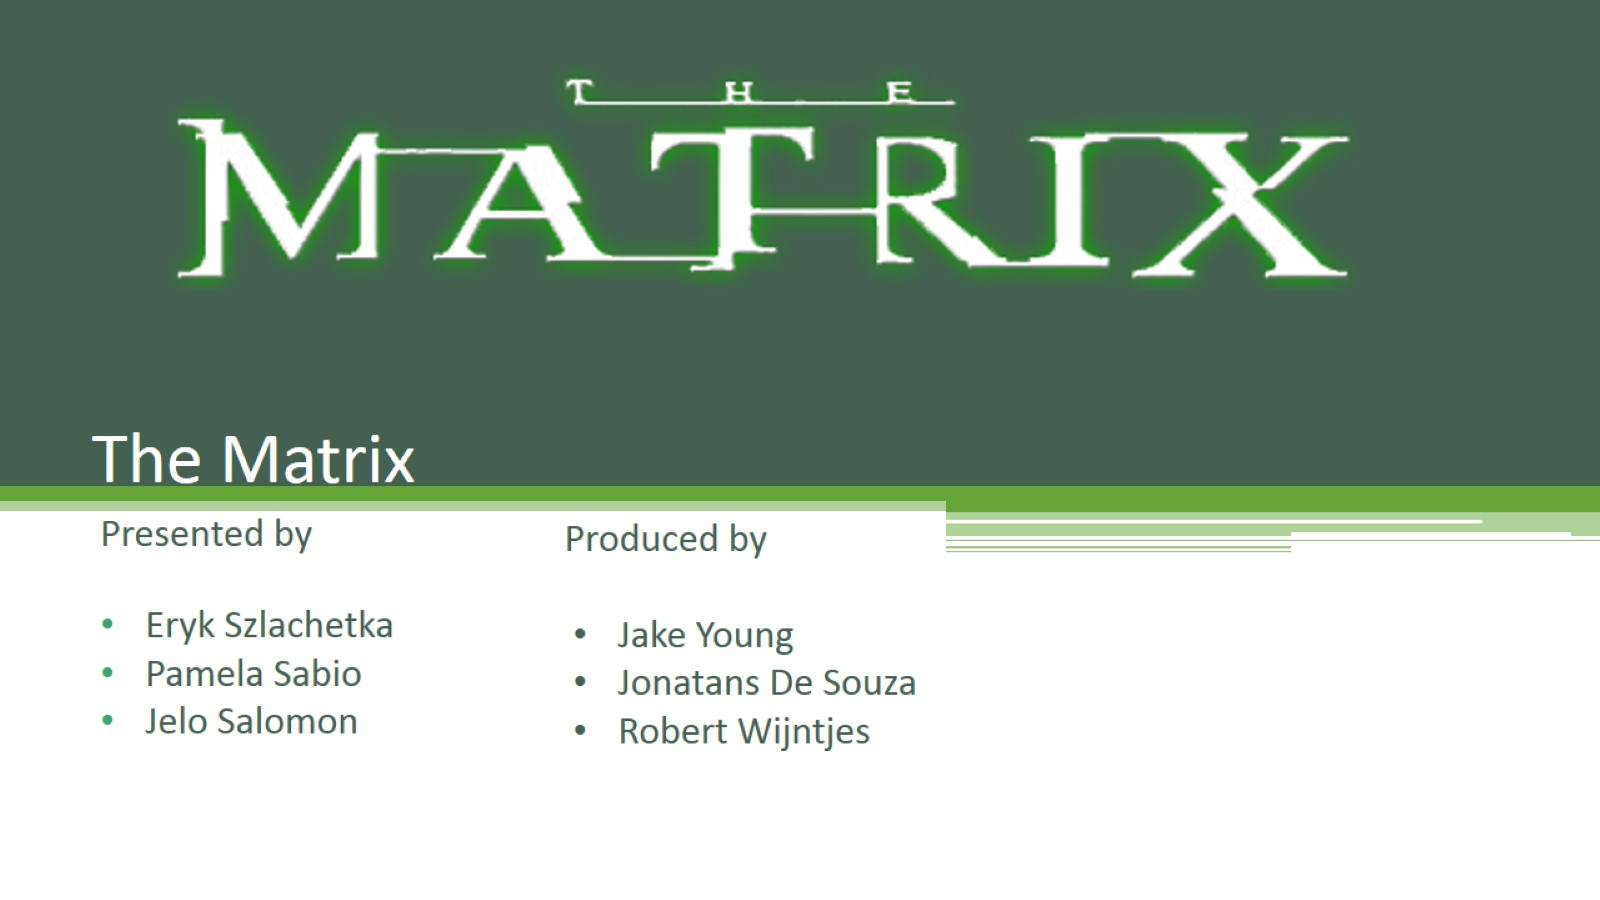 THE
MATRIX
The Matrix
Presented by
• Eryk Szlachetka
• Pamela Sabio
• Jelo Salomon
Produced by
• Jake Young
• Jonatans De Souza
• Robert Wijntjes